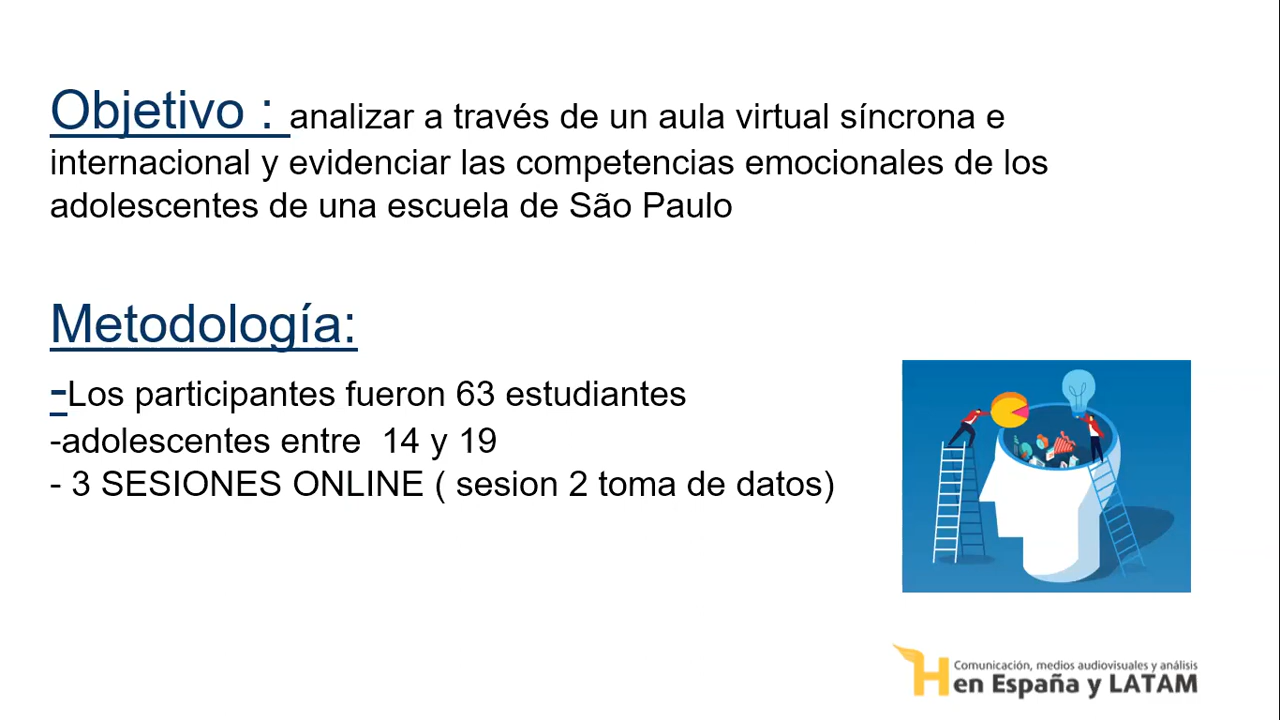 Objetivo : analizar a través de un aula virtual síncrona e
internacional y evidenciar las competencias emocionales de los
adolescentes de una escuela de São Paulo
Metodología:
-Los participantes fueron 63 estudiantes
-adolescentes entre  14 y 19
- 3 SESIONES ONLINE ( sesion 2 toma de datos)
H Comunicación, medios audiovisuales y análisis
en España y LATAM